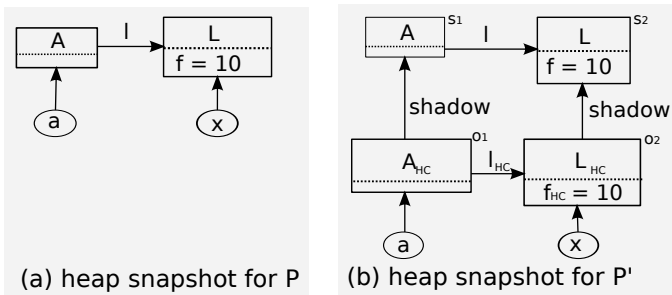 A l L
f = 10
a x
(a) heap snapshot for P
A s1 l L s2
f = 10
shadow shadow
AHC o1 lHC LHC o2
fHC = 10
a x
(b) heap snapshot for P'